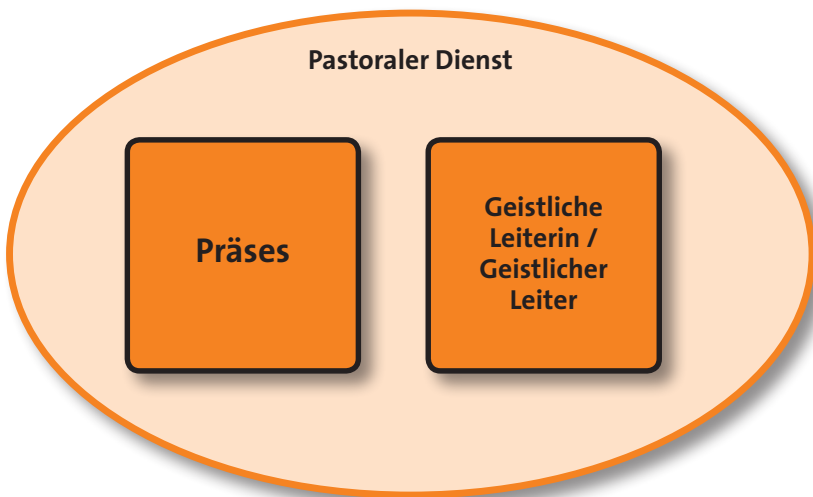 Pastoraler Dienst
Präses
Geistliche
Leiterin /
Geistlicher
Leiter